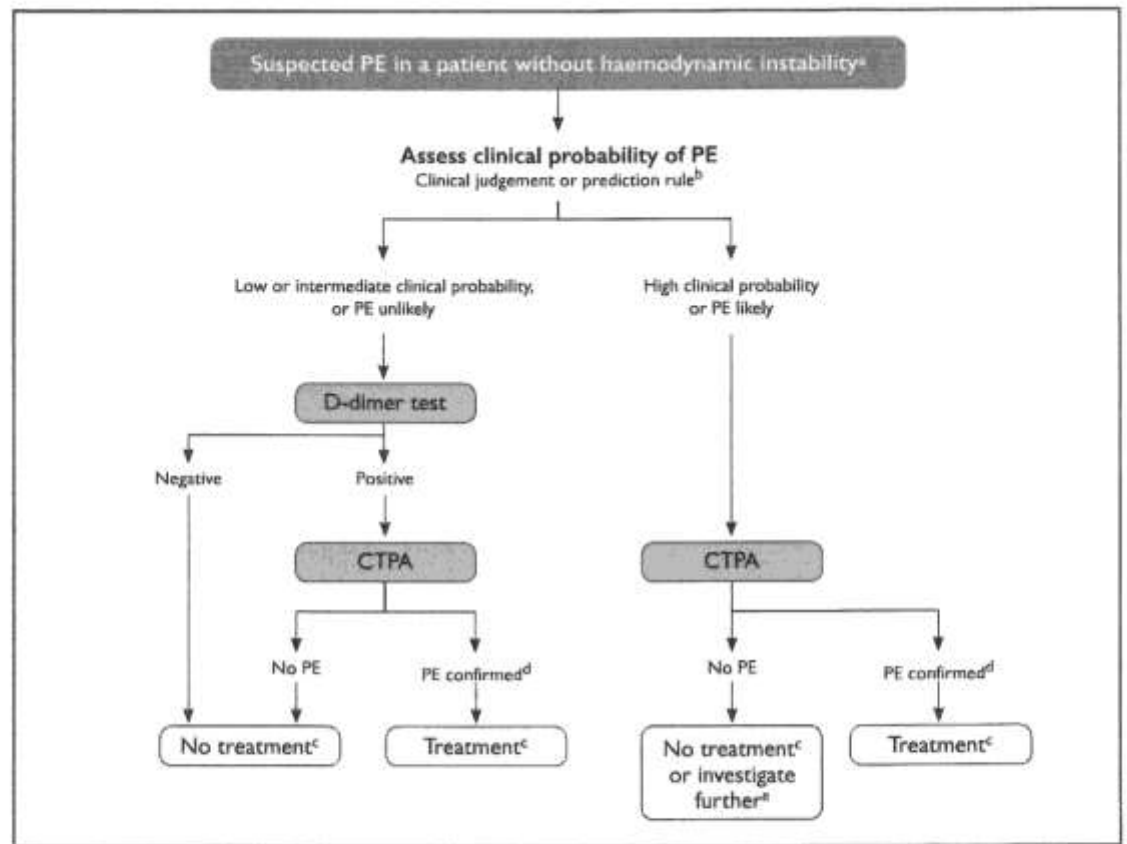 Suspected PE in a patient without haemodynamic instabilityᵃ
Assess clinical probability of PE
Clinical judgement or prediction ruleᵇ
Low or intermediate clinical probability,
or PE unlikely
High clinical probability
or PE likely
D-dimer test
Negative
Positive
CTPA
CTPA
No PE
PE confirmedᵈ
No PE
PE confirmedᵈ
No treatmentᶜ
Treatmentᶜ
No treatmentᶜ
or investigate
furtherᵉ
Treatmentᶜ